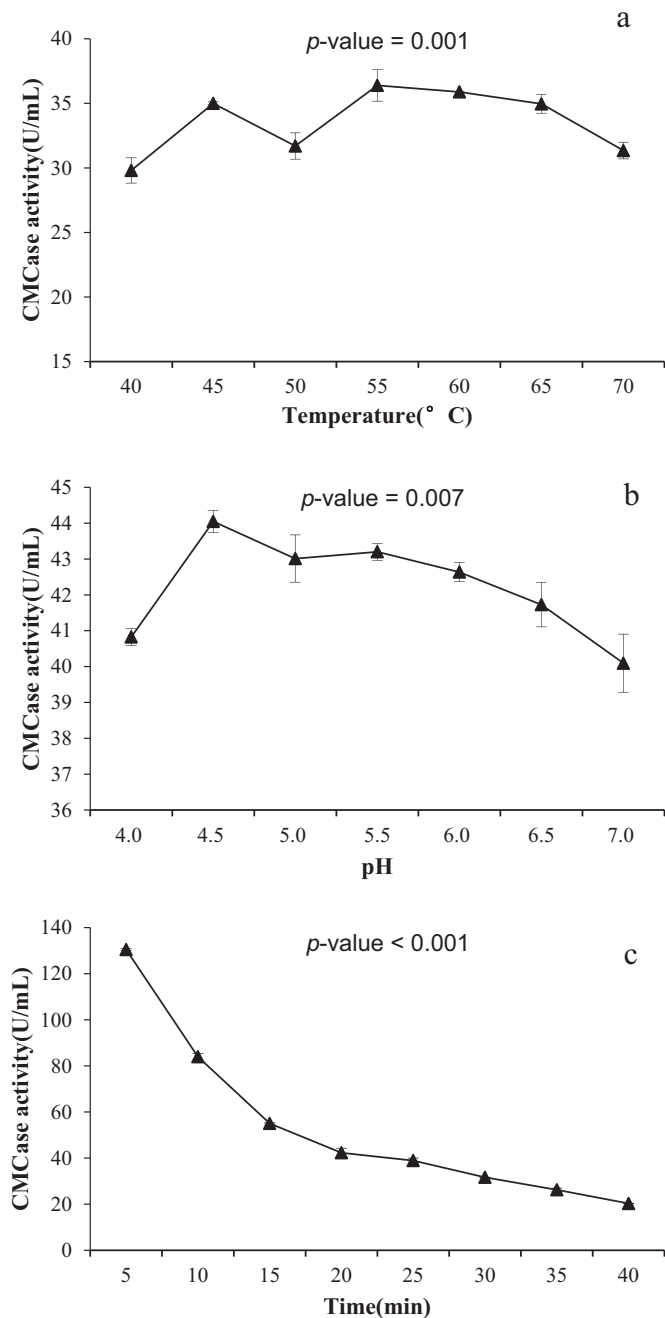 a
p-value = 0.001
40
35
30
25
20
15
CMCase activity(U/mL)
40 45 50 55 60 65 70
Temperature(° C)
b
p-value = 0.007
45
44
43
42
41
40
39
38
37
36
CMCase activity(U/mL)
4.0 4.5 5.0 5.5 6.0 6.5 7.0
pH
c
p-value < 0.001
140
120
100
80
60
40
20
0
CMCase activity(U/mL)
5 10 15 20 25 30 35 40
Time(min)